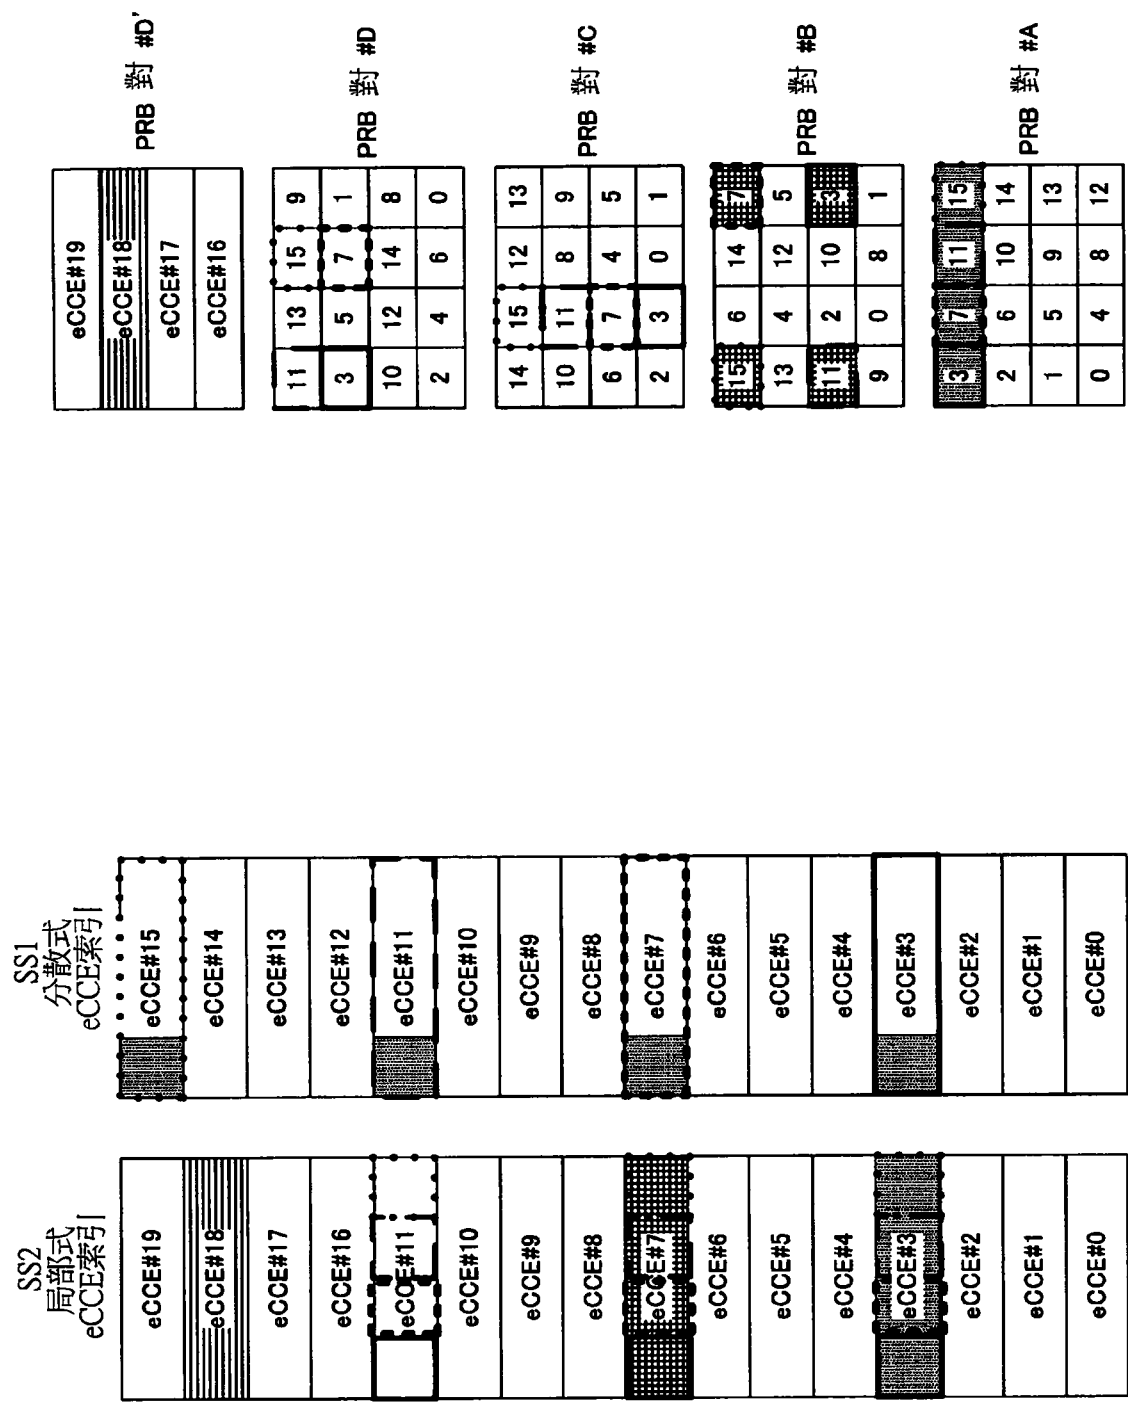 SS2
局部式
eCCE索引
eCCE#19
eCCE#18
eCCE#17
eCCE#16
eCCE#11
eCCE#10
eCCE#9
eCCE#8
eCCE#7
eCCE#6
eCCE#5
eCCE#4
eCCE#3
eCCE#2
eCCE#1
eCCE#0
SS1
分散式
eCCE索引
eCCE#15
eCCE#14
eCCE#13
eCCE#12
eCCE#11
eCCE#10
eCCE#9
eCCE#8
eCCE#7
eCCE#6
eCCE#5
eCCE#4
eCCE#3
eCCE#2
eCCE#1
eCCE#0
eCCE#19
eCCE#18
eCCE#17
eCCE#16
PRB 對 #D'
11 13 15 9
3 5 7 1
10 12 14 8
2 4 6 0
PRB 對 #D
14 15 12 13
10 11 8 9
6 7 4 5
2 3 0 1
PRB 對 #C
15 6 14 7
13 4 12 5
11 2 10 3
9 0 8 1
PRB 對 #B
3 7 11 15
2 6 10 14
1 5 9 13
0 4 8 12
PRB 對 #A